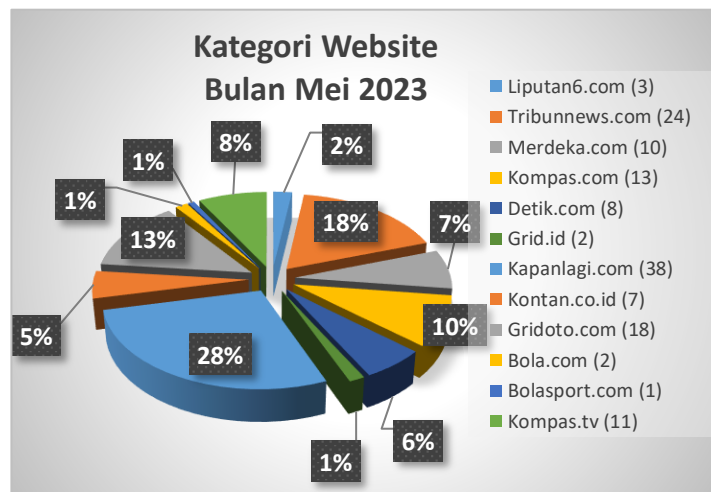 Kategori Website
Bulan Mei 2023
Liputan6.com (3)
Tribunnews.com (24)
Merdeka.com (10)
Kompas.com (13)
Detik.com (8)
Grid.id (2)
Kapanlagi.com (38)
Kontan.co.id (7)
Gridoto.com (18)
Bola.com (2)
Bolasport.com (1)
Kompas.tv (11)
2%
18%
7%
10%
6%
1%
28%
5%
13%
1%
1%
8%